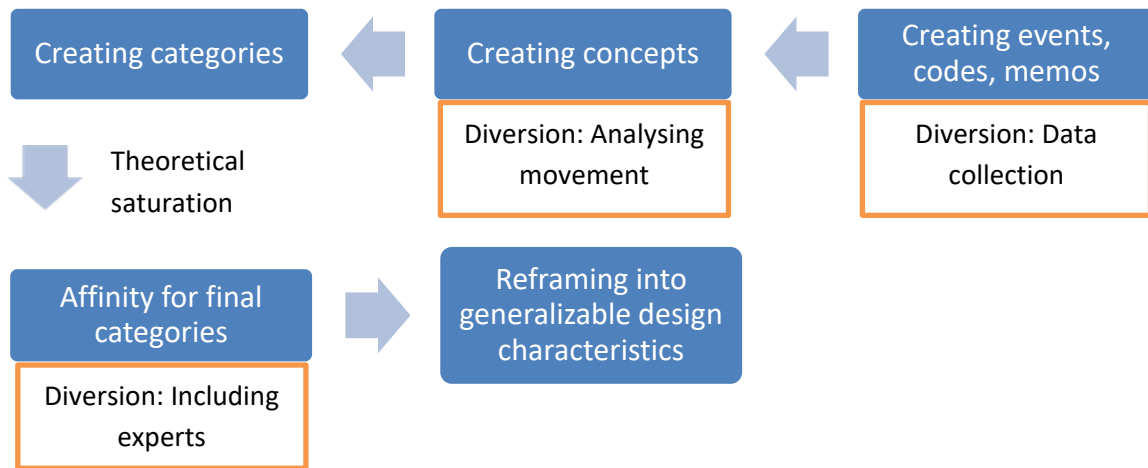 Creating categories
Creating concepts
Creating events,
codes, memos
Diversion: Analysing
movement
Diversion: Data
collection
Theoretical
saturation
Affinity for final
categories
Reframing into
generalizable design
characteristics
Diversion: Including
experts